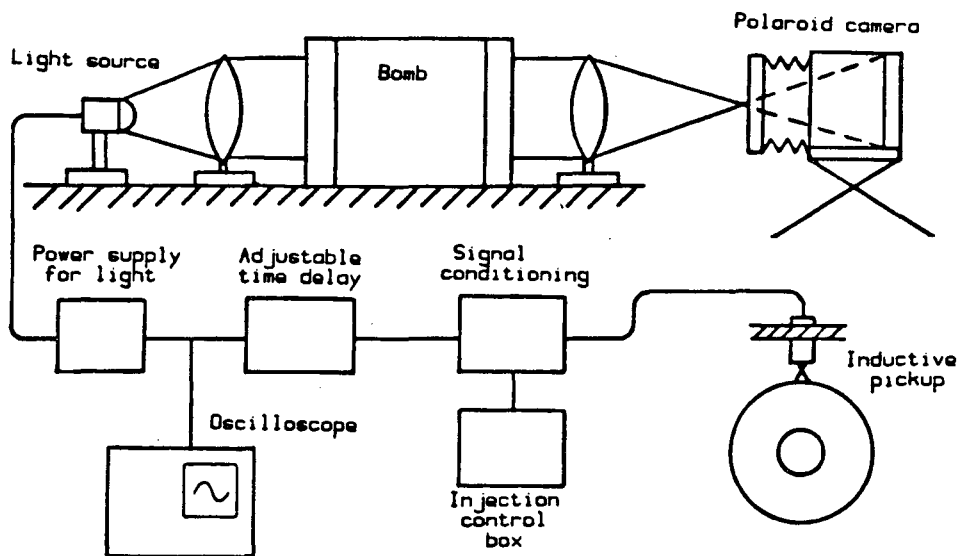 Polaroid camera
Light source
Bomb
Power supply
for light
Adjustable
time delay
Signal
conditioning
Inductive
pickup
Oscilloscope
Injection
control
box